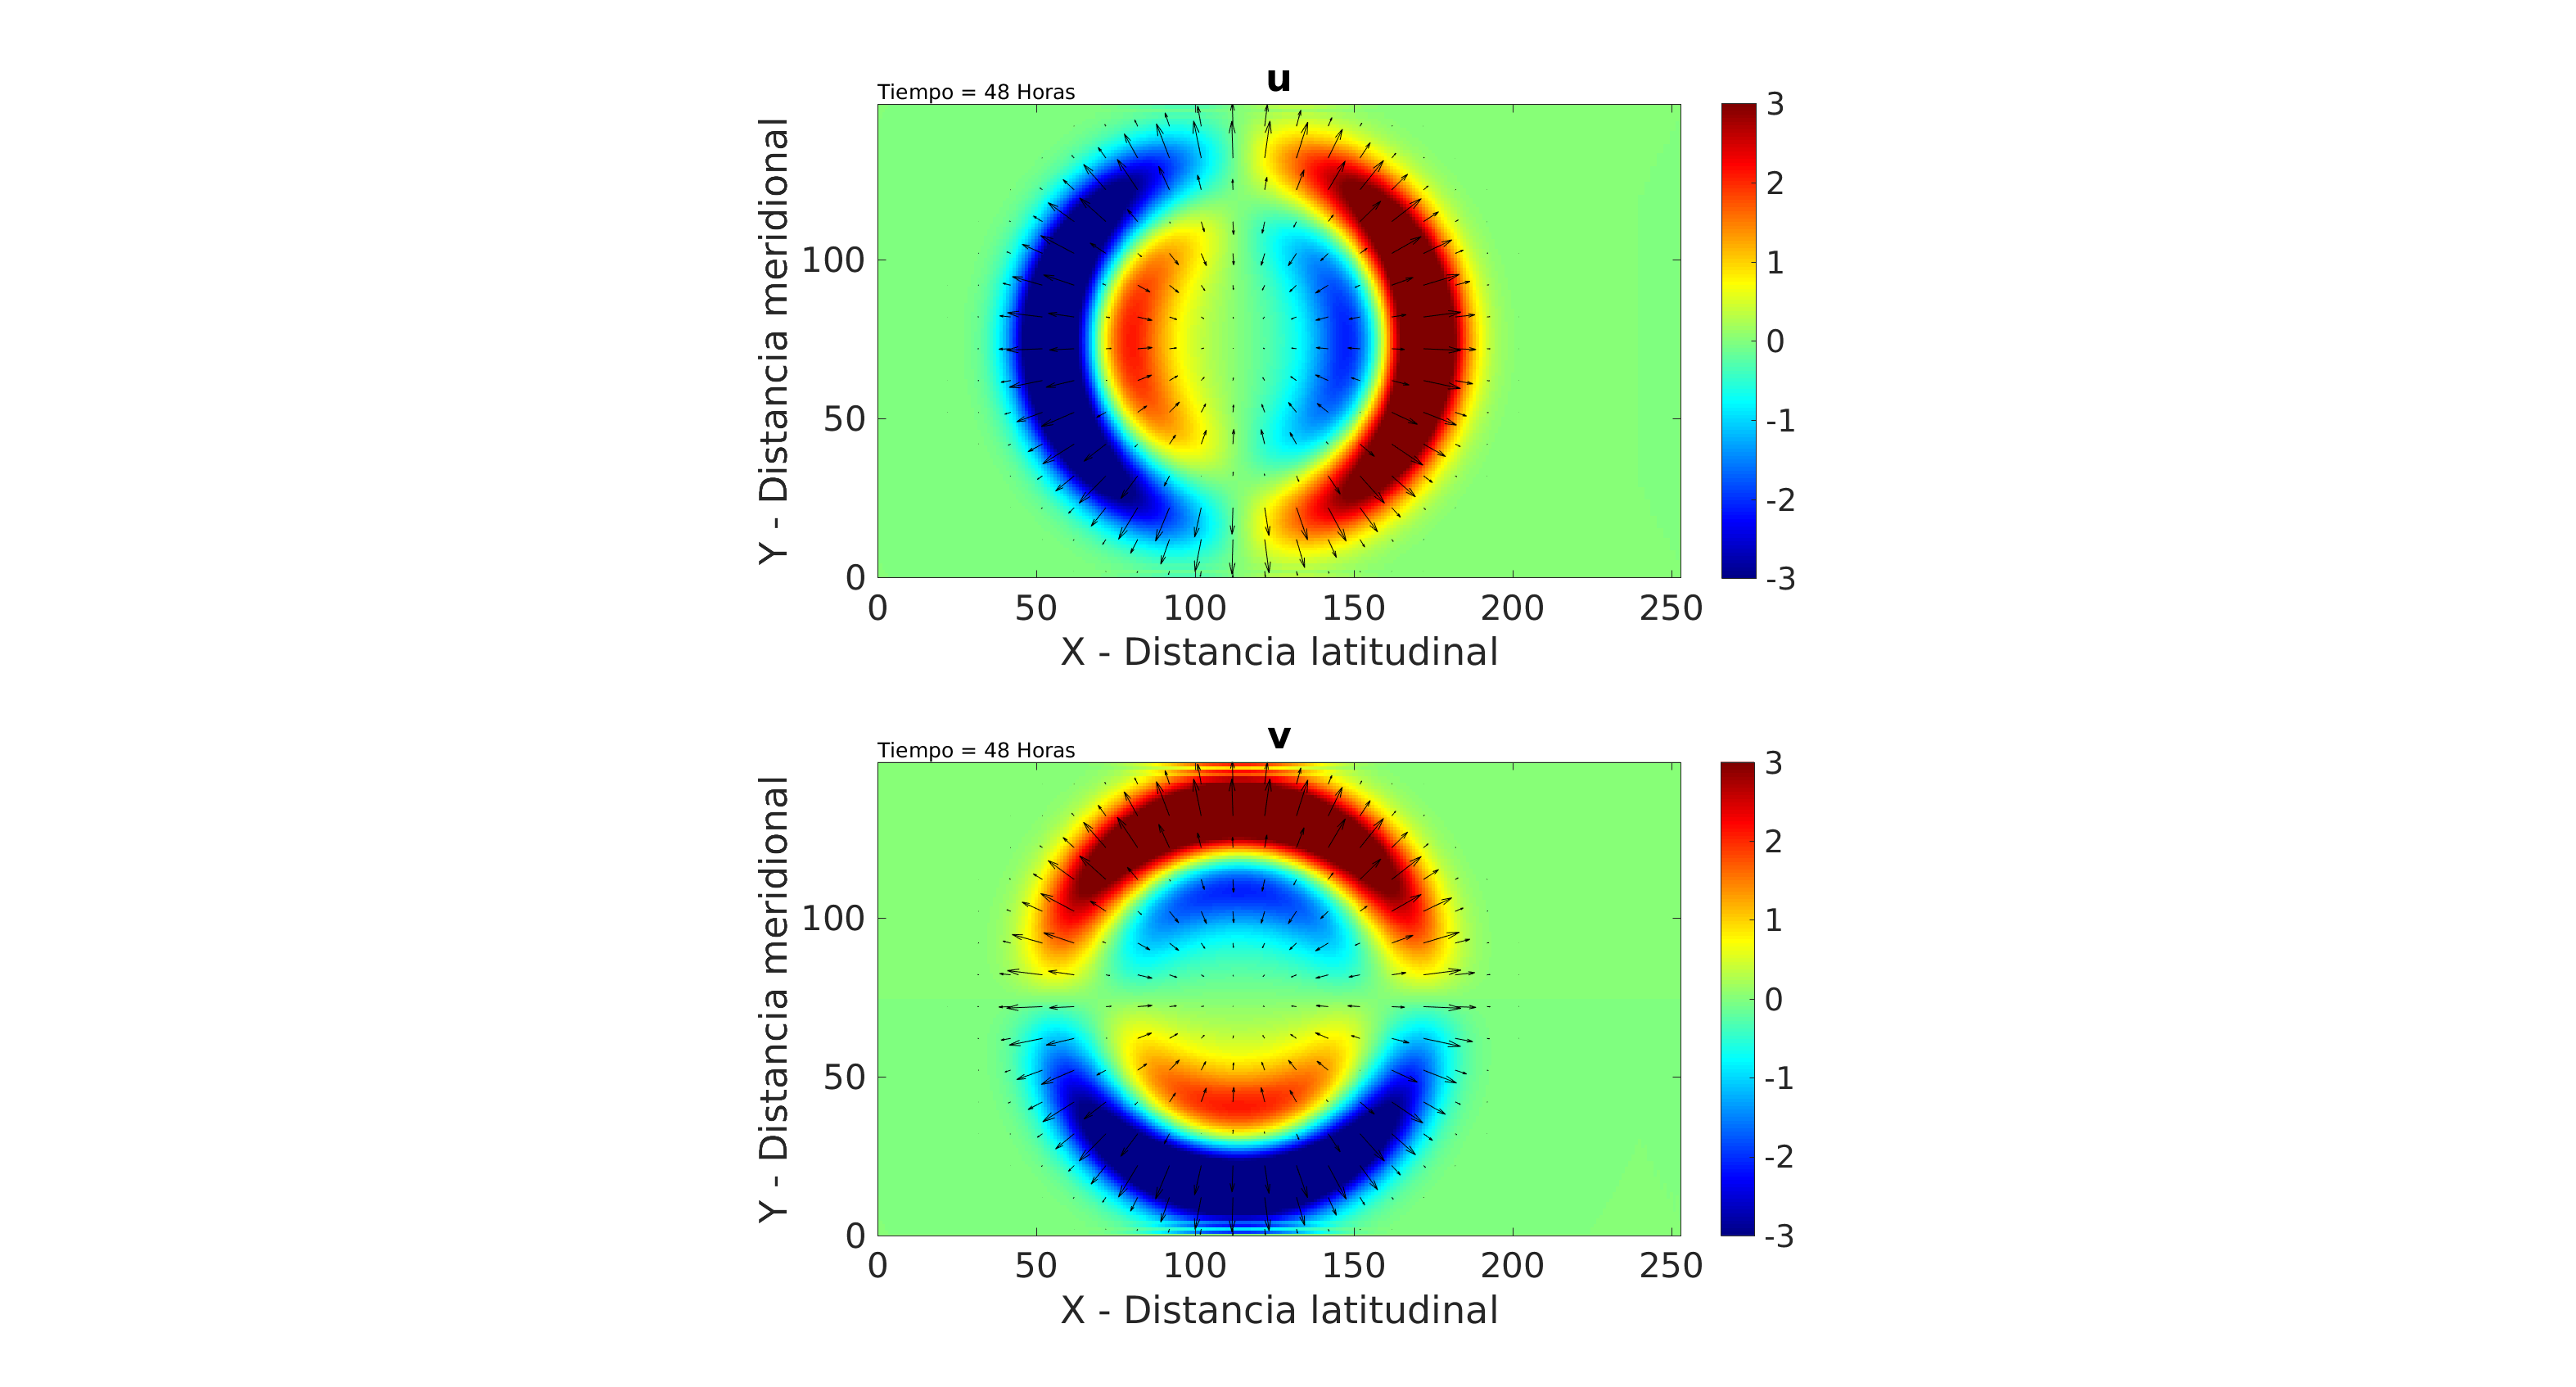 u
Tiempo = 48 Horas
Y - Distancia meridional
100
50
0
0 50 100 150 200 250
X - Distancia latitudinal
3
2
1
0
-1
-2
-3
v
Tiempo = 48 Horas
Y - Distancia meridional
100
50
0
0 50 100 150 200 250
X - Distancia latitudinal
3
2
1
0
-1
-2
-3